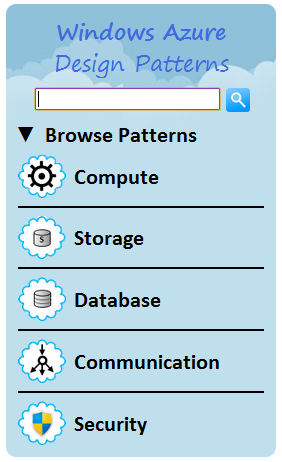 Windows Azure
Design Patterns
Browse Patterns
Compute
S
Storage
Database
Communication
Security